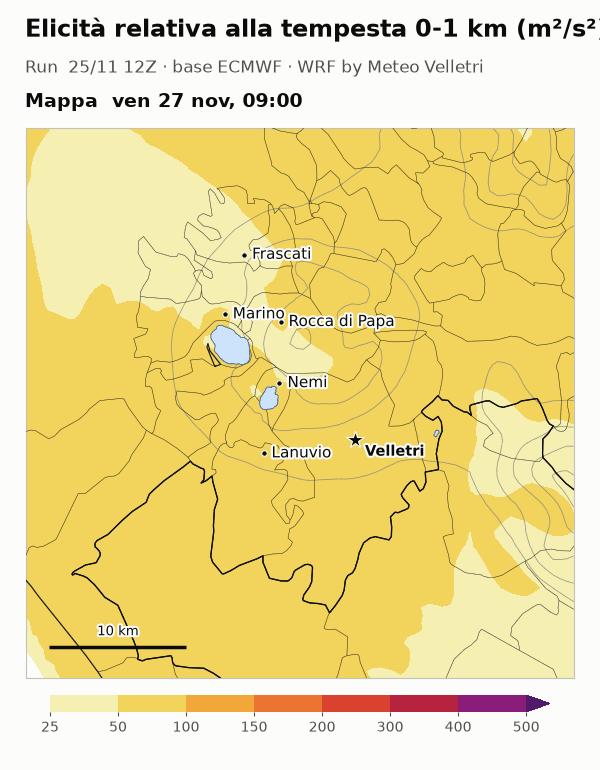 Elicità relativa alla tempesta 0-1 km (m²/s²)
Run  25/11 12Z · base ECMWF · WRF by Meteo Velletri
Mappa  ven 27 nov, 09:00
Frascati
Marino
Rocca di Papa
Nemi
Velletri
Lanuvio
10 km
25 50 100 150 200 300 400 500